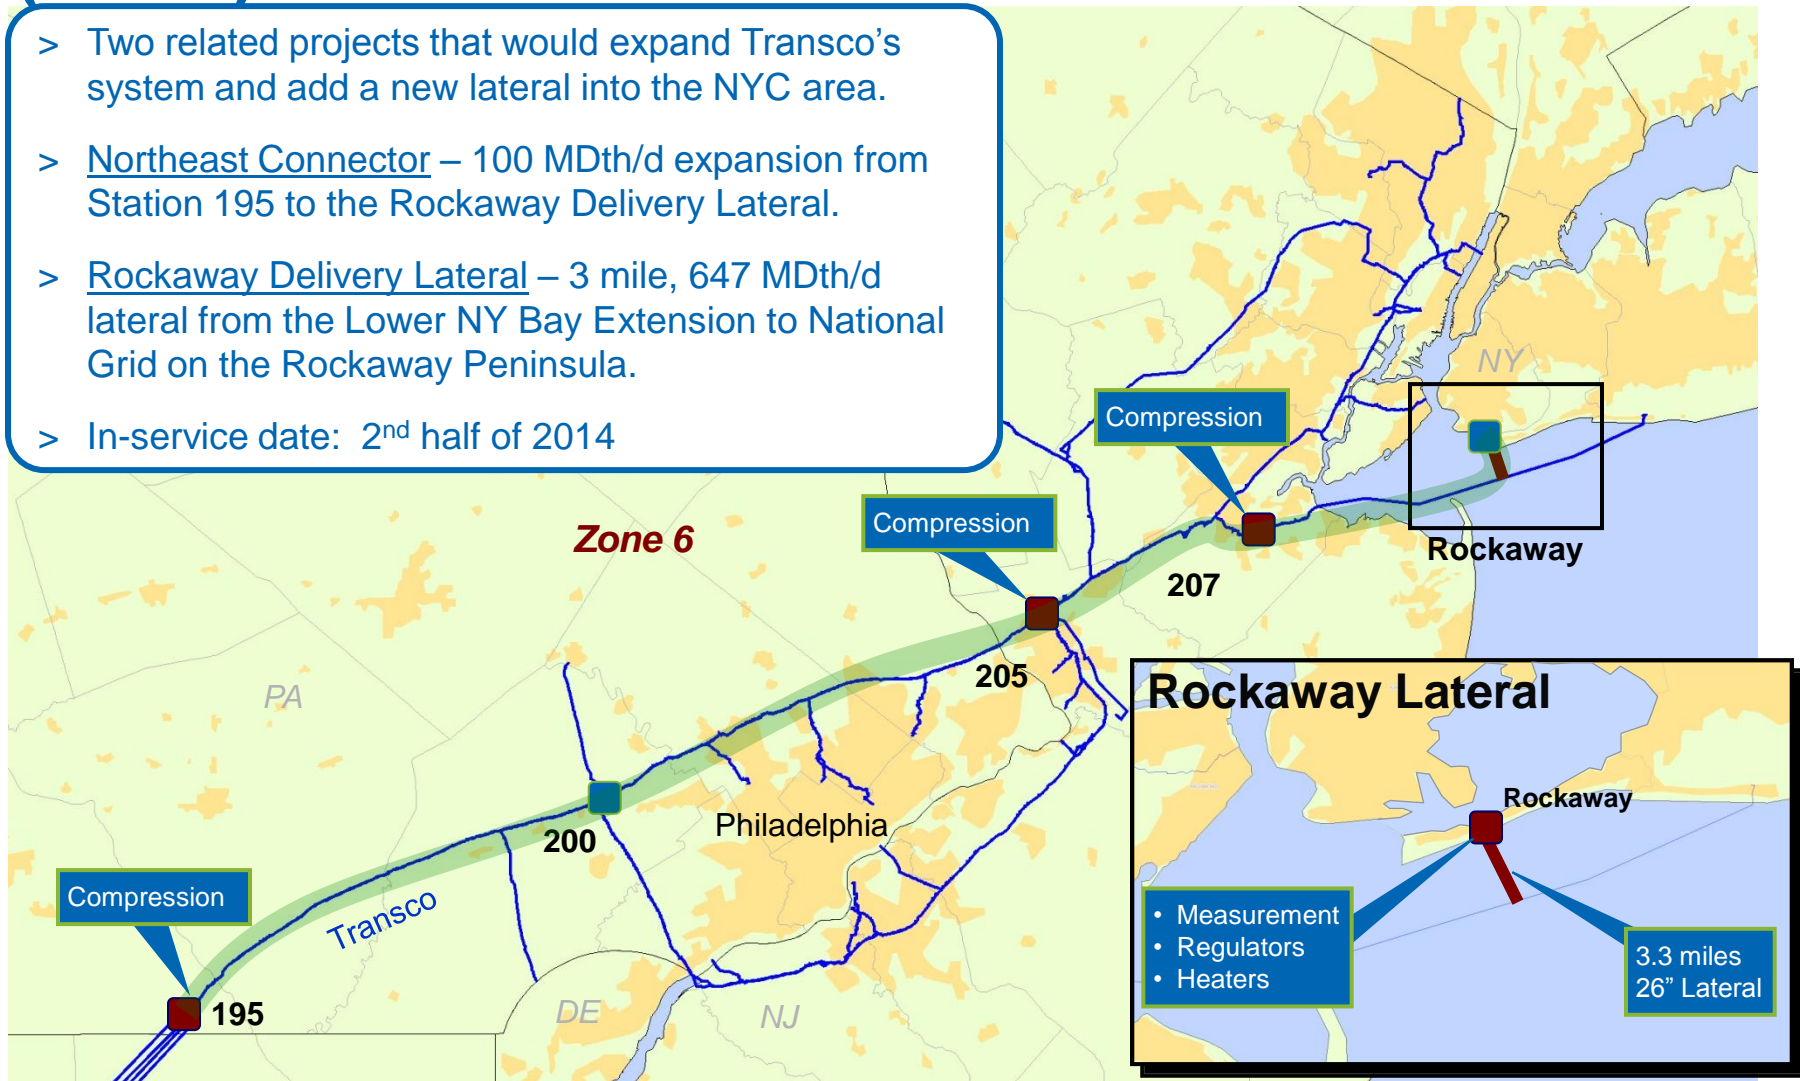 > Two related projects that would expand Transco’s
system and add a new lateral into the NYC area.
> Northeast Connector – 100 MDth/d expansion from
Station 195 to the Rockaway Delivery Lateral.
> Rockaway Delivery Lateral – 3 mile, 647 MDth/d
lateral from the Lower NY Bay Extension to National
Grid on the Rockaway Peninsula.
> In-service date: 2nd half of 2014
NY
Compression
Compression
Zone 6
Rockaway
207
205
PA
200
Philadelphia
Compression
Transco
195
DE
NJ
Rockaway Lateral
Rockaway
• Measurement
• Regulators
• Heaters
3.3 miles
26” Lateral